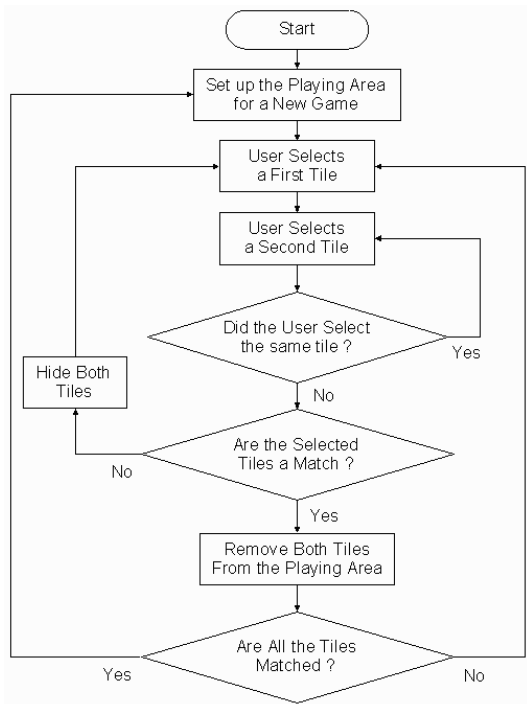 Start
Set up the Playing Area
for a New Game
User Selects
a First Tile
User Selects
a Second Tile
Did the User Select
the same tile ?
Yes
Hide Both
Tiles
No
Are the Selected
Tiles a Match ?
No
Yes
Remove Both Tiles
From the Playing Area
Are All the Tiles
Matched ?
Yes
No